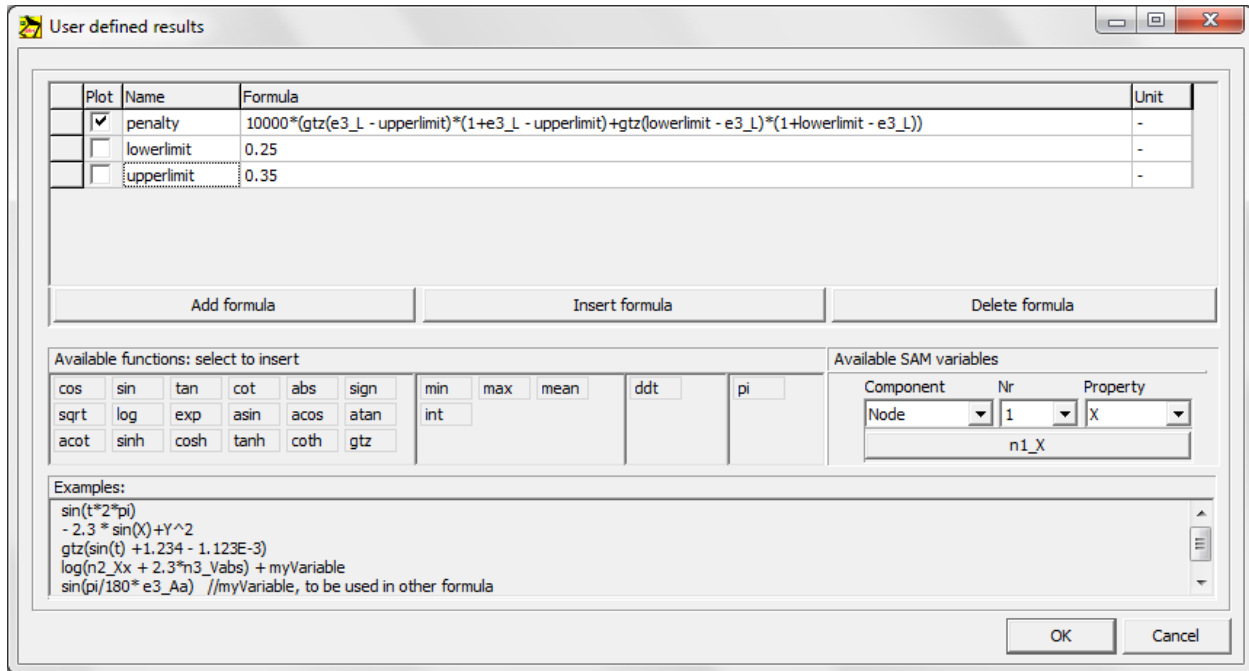 User defined results
Plot Name Formula Unit
penalty 10000*(gtz(e3_L - upperlimit)*(1+e3_L - upperlimit)+gtz(lowerlimit - e3_L)*(1+lowerlimit - e3_L)) -
lowerlimit 0.25 -
upperlimit 0.35 -
Add formula Insert formula Delete formula
Available functions: select to insert Available SAM variables
cos sin tan cot abs sign min max mean ddt pi Component Nr Property
sqrt log exp asin acos atan int Node 1 X
acot sinh cosh tanh coth gtz n1_X
Examples:
sin(t*2*pi)
- 2.3 * sin(X)+Y^2
gtz(sin(t) +1.234 - 1.123E-3)
log(n2_Xx + 2.3*n3_Vabs) + myVariable
sin(pi/180* e3_Aa) //myVariable, to be used in other formula
OK Cancel